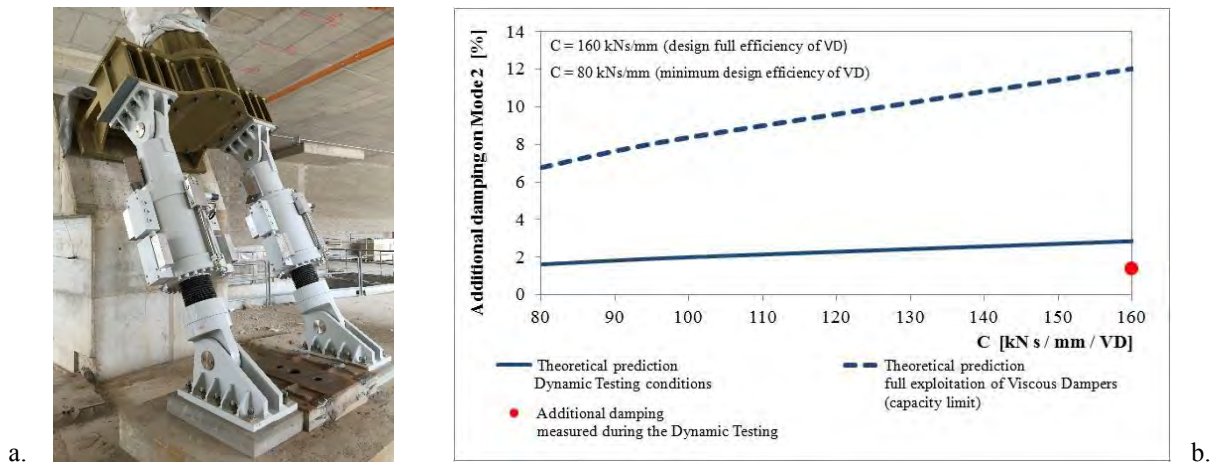 a.
14
12
10
8
6
4
2
0
Additional damping on Mode 2 [%]
C = 160 kNs/mm (design full efficiency of VD)
C = 80 kNs/mm (minimum design efficiency of VD)
80 90 100 110 120 130 140 150 160
C [kN s / mm / VD]
Theoretical prediction
Dynamic Testing conditions
Theoretical prediction
full exploitation of Viscous Dampers
(capacity limit)
Additional damping
measured during the Dynamic Testing
b.